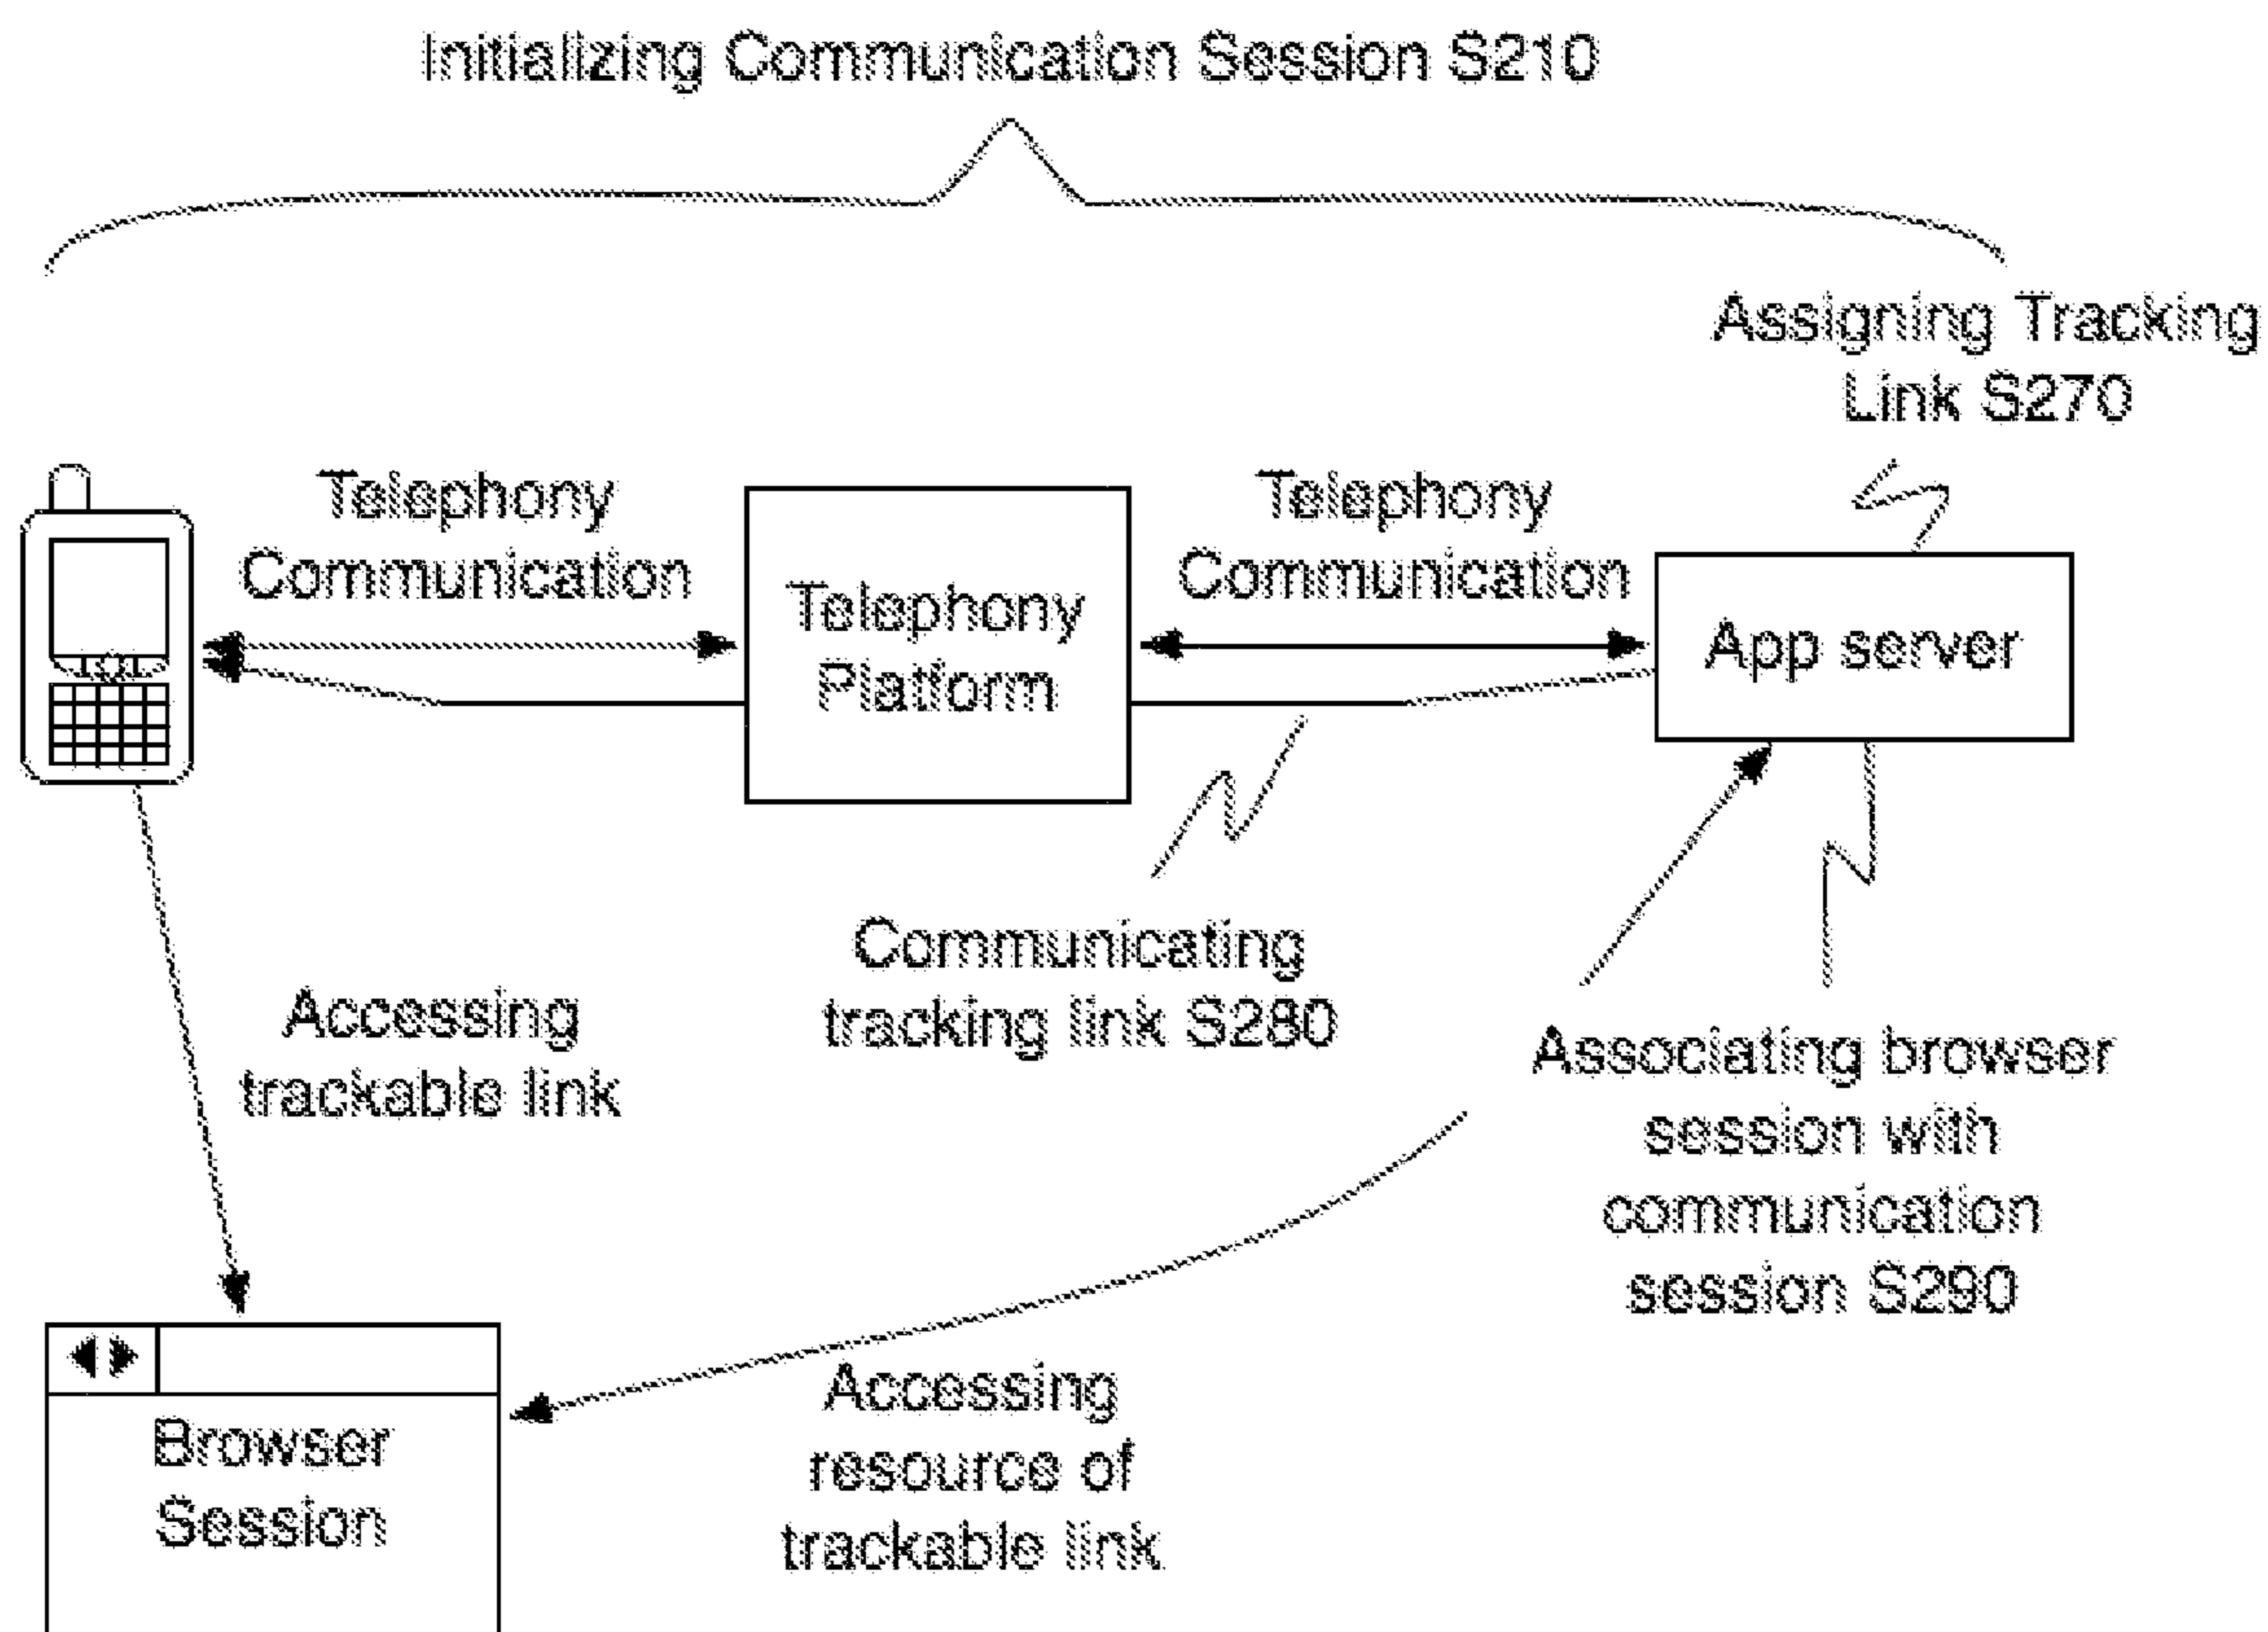 Initializing Communication Session S210
Assigning Tracking
Link S270
Telephony
Communication
Telephony
Platform
Telephony
Communication
App server
Communicating
tracking link S280
Accessing
trackable link
Associating browser
session with
communication
session S290
Browser
Session
Accessing
resource of
trackable link